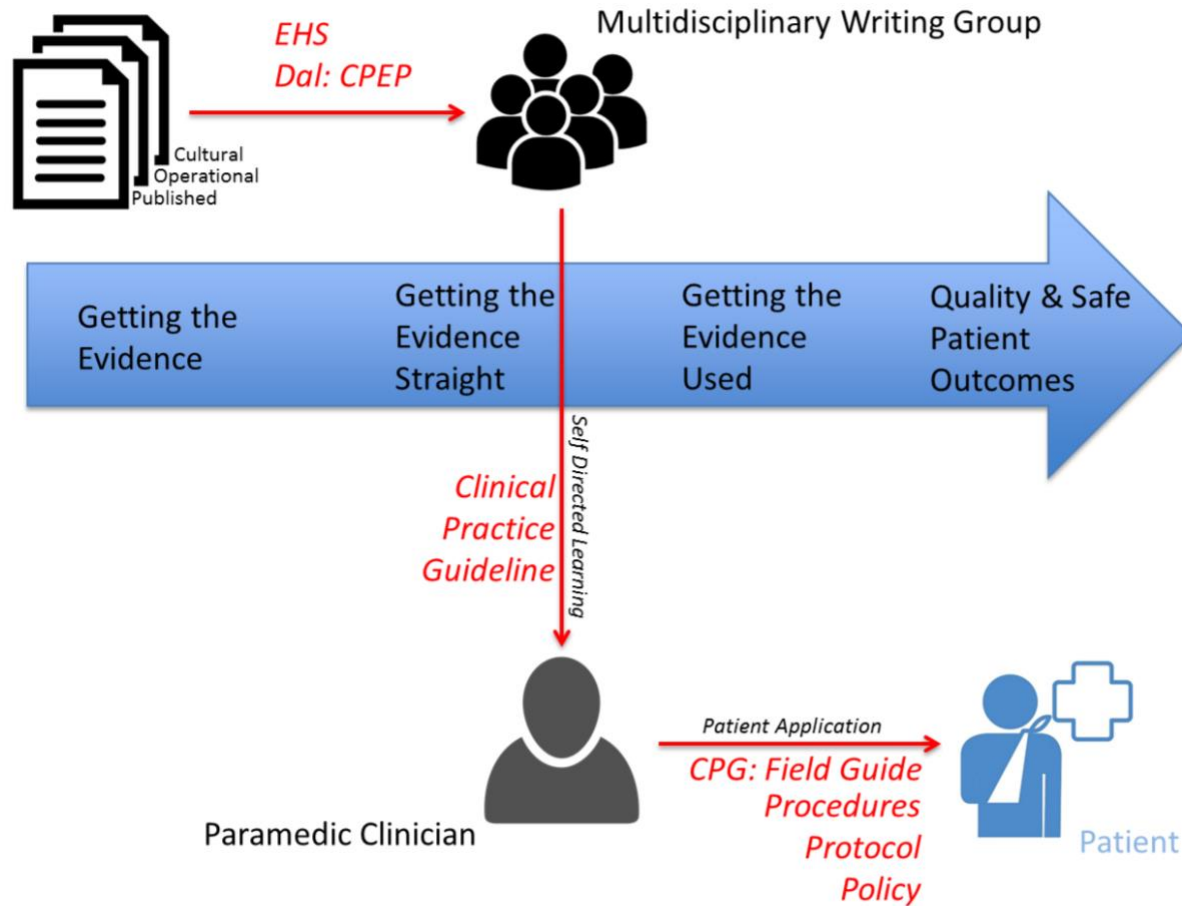 Multidisciplinary Writing Group
EHS
Dal: CPEP
Cultural
Operational
Published
Getting the
Evidence
Getting the
Evidence
Straight
Getting the
Evidence
Used
Quality & Safe
Patient
Outcomes
Self Directed Learning
Clinical
Practice
Guideline
Paramedic Clinician
Patient Application
CPG: Field Guide
Procedures
Protocol
Policy
Patient